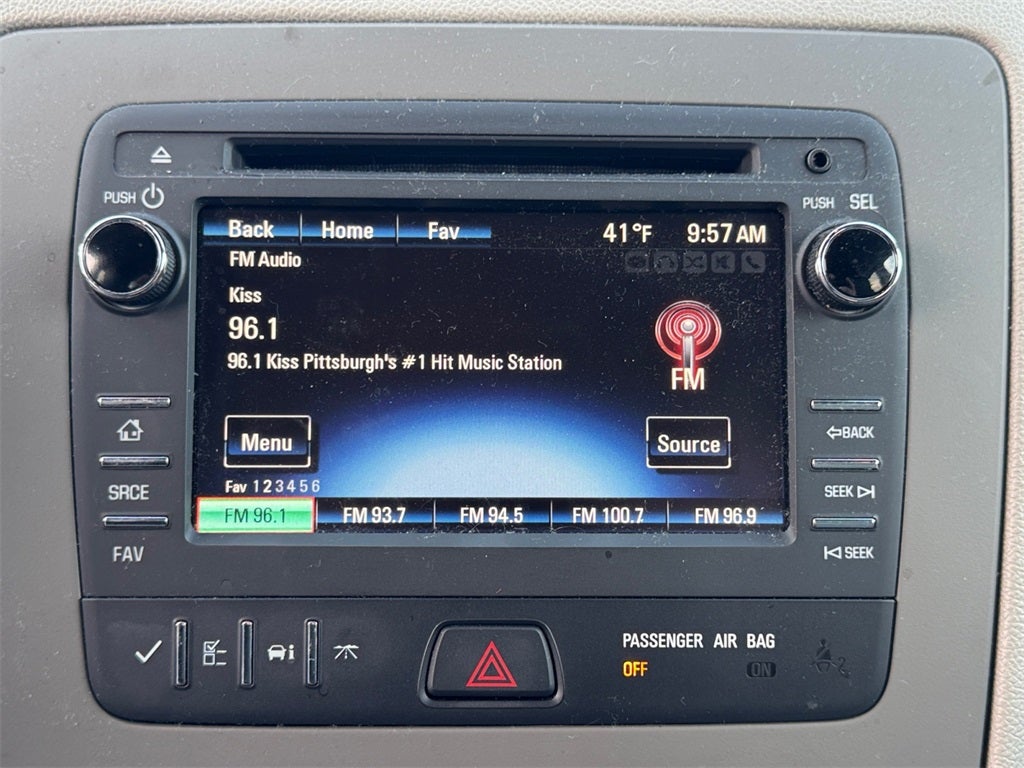 PUSH
PUSH SEL
Back Home Fav 41°F 9:57 AM
FM Audio
Kiss
96.1
96.1 Kiss Pittsburgh's #1 Hit Music Station
FM
Menu Source
Fav 1 2 3 4 5 6
FM 96.1 FM 93.7 FM 94.5 FM 100.7 FM 96.9
BACK
SRCE
SEEK
FAV
SEEK
PASSENGER AIR BAG
OFF ON
2